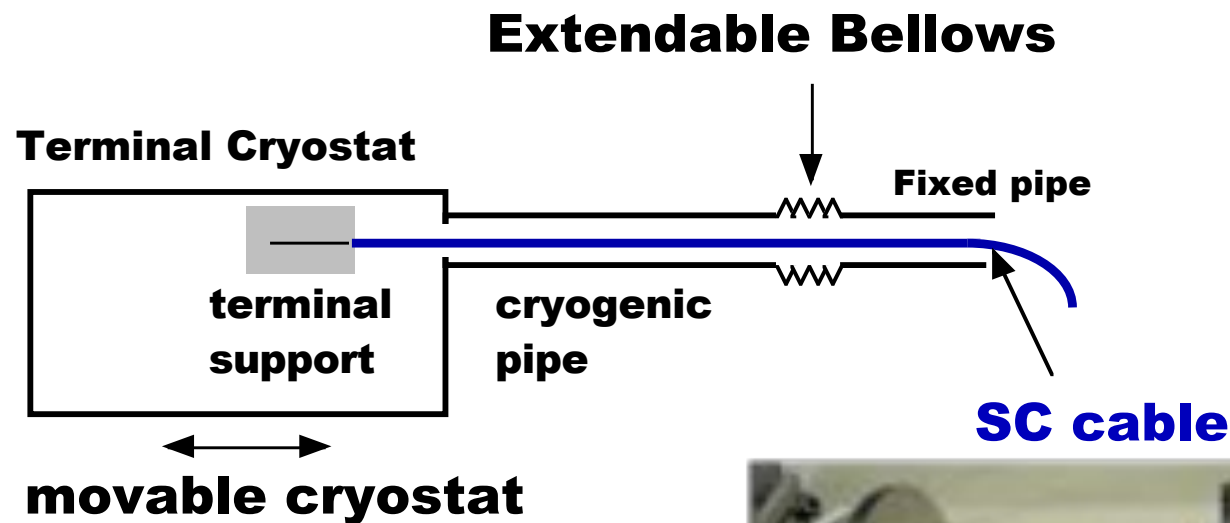 Extendable Bellows
Terminal Cryostat
Fixed pipe
terminal
support
cryogenic
pipe
SC cable
movable cryostat